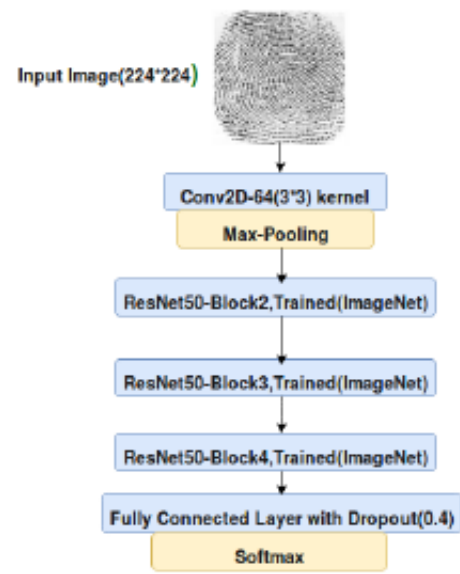 Input Image(224*224)
Conv2D-64(3*3) kernel
Max-Pooling
ResNet50-Block2,Trained(ImageNet)
ResNet50-Block3,Trained(ImageNet)
ResNet50-Block4,Trained(ImageNet)
Fully Connected Layer with Dropout(0.4)
Softmax